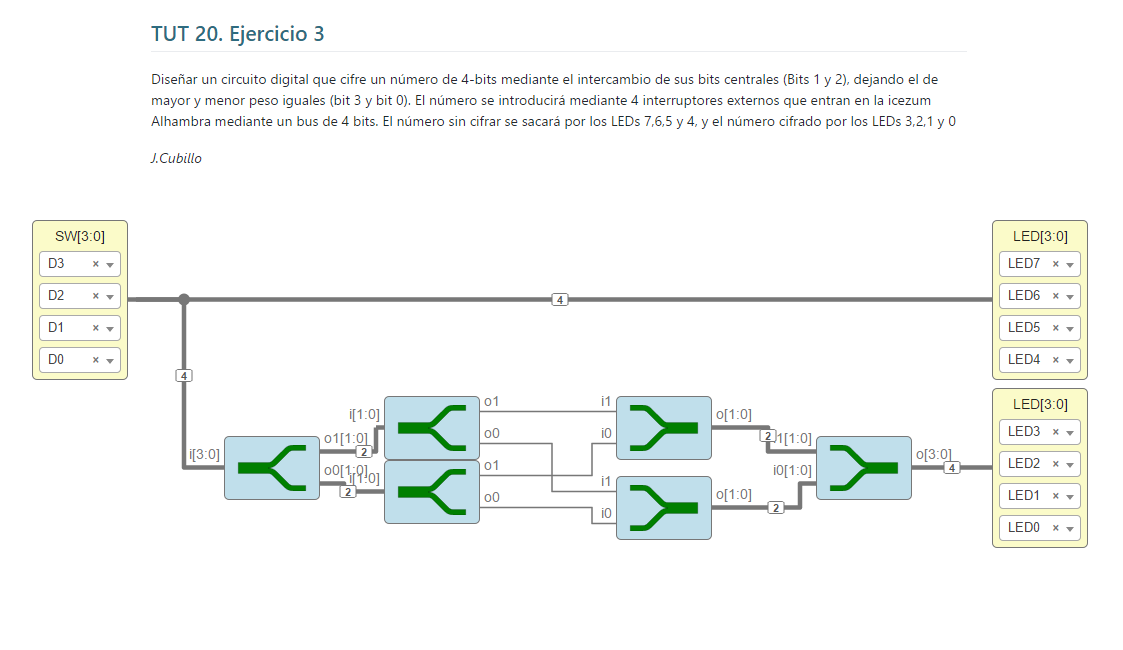 TUT 20. Ejercicio 3
Diseñar un circuito digital que cifre un número de 4-bits mediante el intercambio de sus bits centrales (Bits 1 y 2), dejando el de
mayor y menor peso iguales (bit 3 y bit 0). El número se introducirá mediante 4 interruptores externos que entran en la icezum
Alhambra mediante un bus de 4 bits. El número sin cifrar se sacará por los LEDs 7,6,5 y 4, y el número cifrado por los LEDs 3,2,1 y 0
J.Cubillo
SW[3:0]
D3 ×
D2 ×
D1 ×
D0 ×
4
4
LED[3:0]
LED7 ×
LED6 ×
LED5 ×
LED4 ×
i[3:0]
o1[1:0]
2
o0[1:0]
2
i[1:0]
o1
o0
i[1:0]
o1
o0
i1
i0
o[1:0]
2
i1
i0
o[1:0]
2
i1[1:0]
i0[1:0]
o[3:0]
4
LED[3:0]
LED3 ×
LED2 ×
LED1 ×
LED0 ×